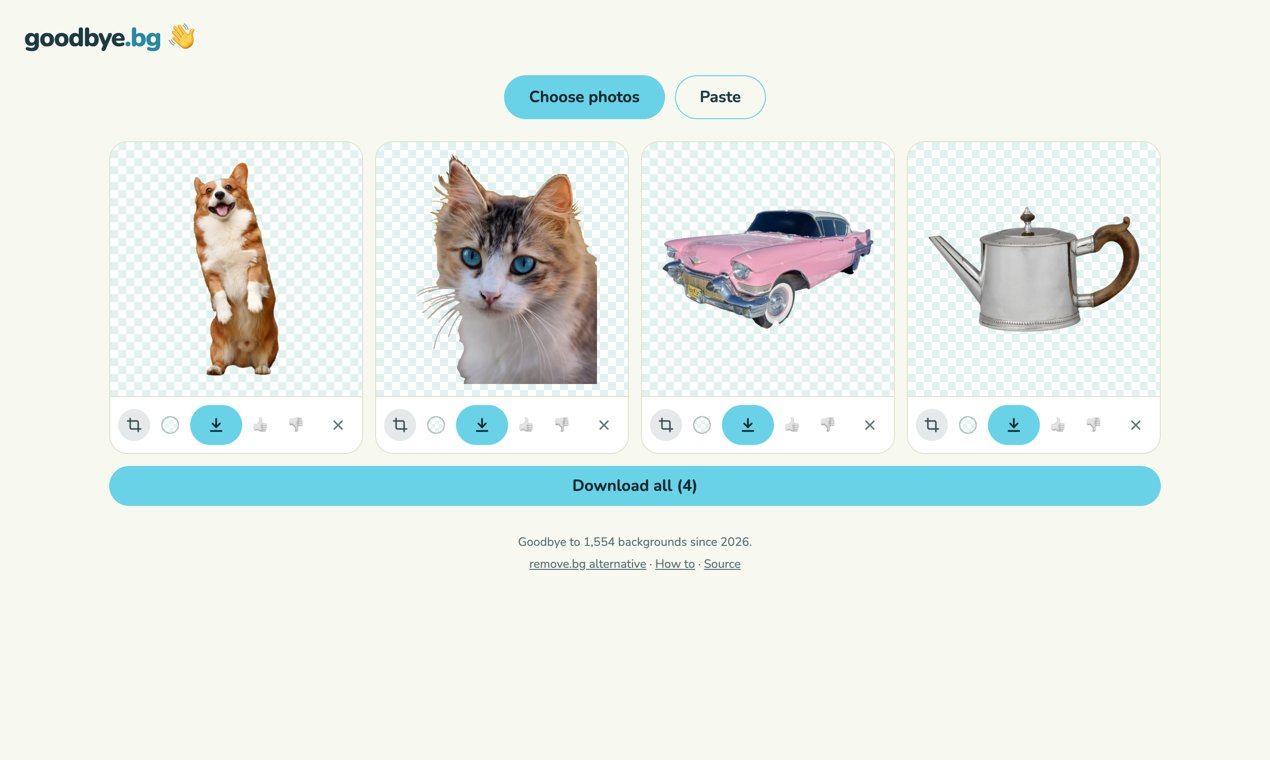 goodbye.bg
Choose photos
Paste
Download all (4)
Goodbye to 1,554 backgrounds since 2026.
remove.bg alternative · How to · Source